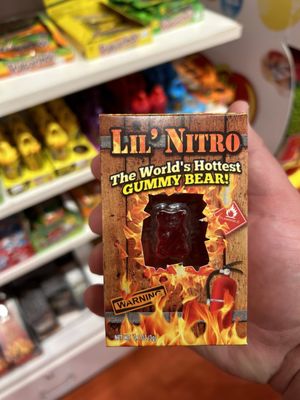 LIL' NITRO
The World's Hottest
GUMMY BEAR!
WARNING